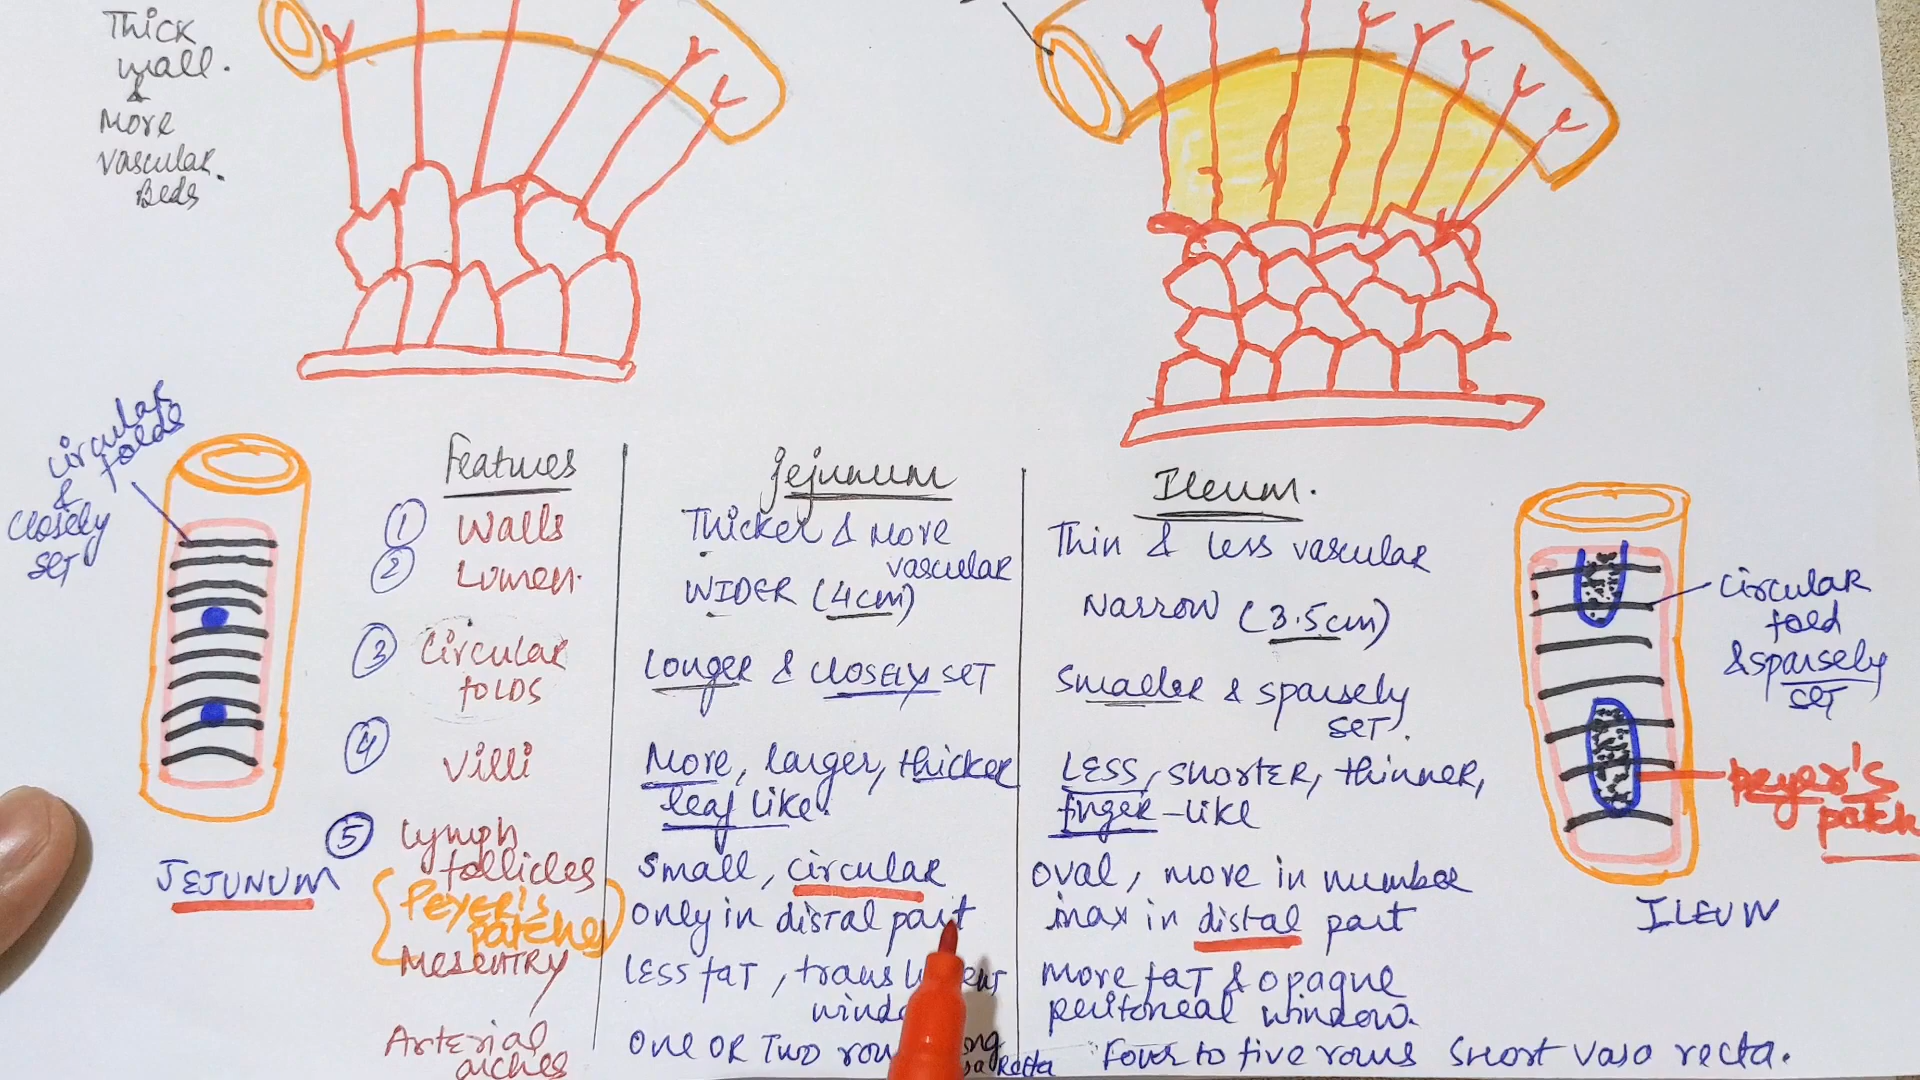 Thick
wall.
&
More
vascular.
Beds
circular
folds
&
closely
set
JEJUNUM
Features
Jejunum
Ileum.
① Walls
Thicker & More
vascular
Thin & less vascular
② Lumen.
WIDER (4cm)
Narrow (3.5cm)
③ Circular
folds
Longer & closely set
Smaller & sparsely
set.
④ Villi
More, larger, thicker
leaf like.
LESS, shorter, thinner,
finger-like
⑤ Lymph
follicles
(Peyer's
patches)
Small, circular
only in distal part
oval, more in number
max in distal part
Mesentry
Less fat,
more fat & opaque
peritoneal window.
Arterial
arches
One or Two
Four to five rows short vasa recta.
circular
fold
& sparsely
set
Peyer's
patch
ILEUM